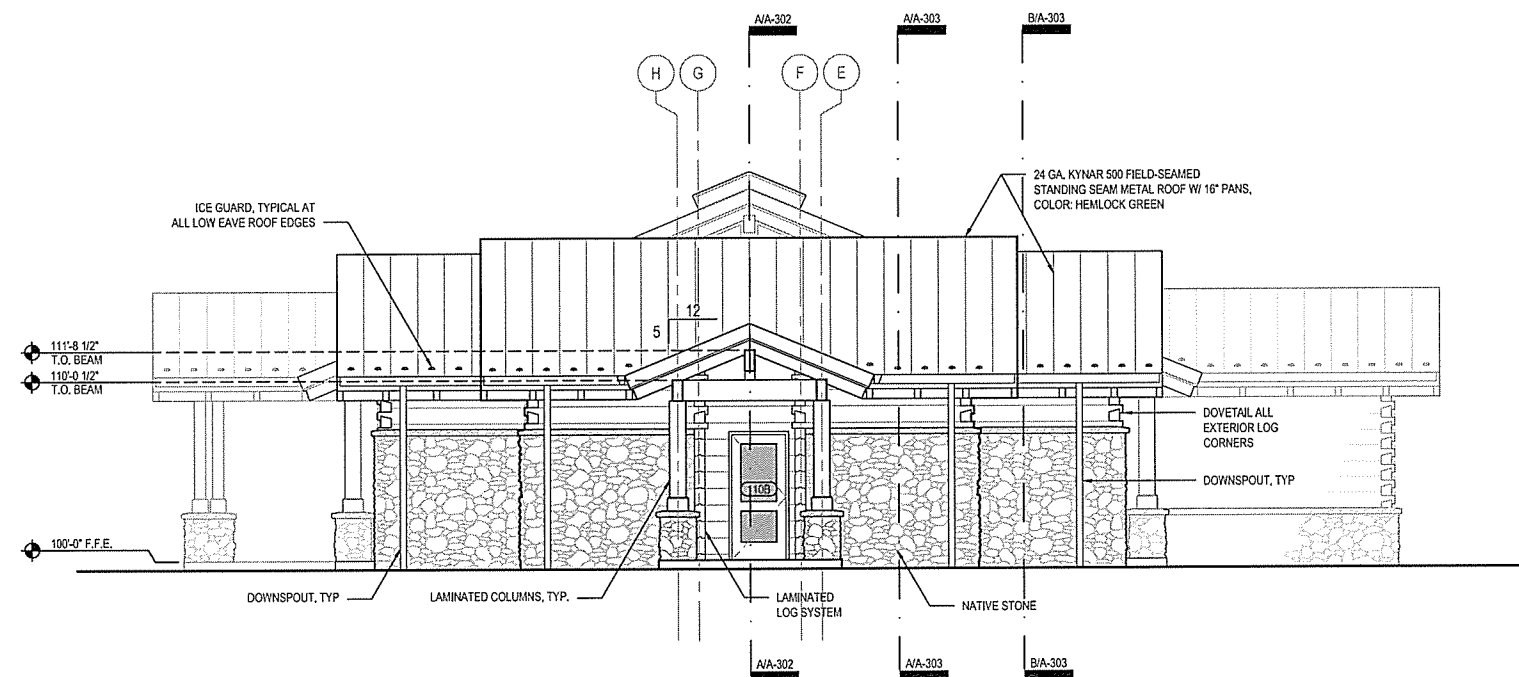 A/A-302
A/A-303
B/A-303
H
G
F
E
24 GA. KYNAR 500 FIELD-SEAMED
STANDING SEAM METAL ROOF W/ 16" PANS,
COLOR: HEMLOCK GREEN
ICE GUARD, TYPICAL AT
ALL LOW EAVE ROOF EDGES
12
5
111'-8 1/2"
T.O. BEAM
110'-0 1/2"
T.O. BEAM
DOVETAIL ALL
EXTERIOR LOG
CORNERS
DOWNSPOUT, TYP
110B
100'-0" F.F.E.
DOWNSPOUT, TYP
LAMINATED COLUMNS, TYP.
LAMINATED
LOG SYSTEM
NATIVE STONE
A/A-302
A/A-303
B/A-303